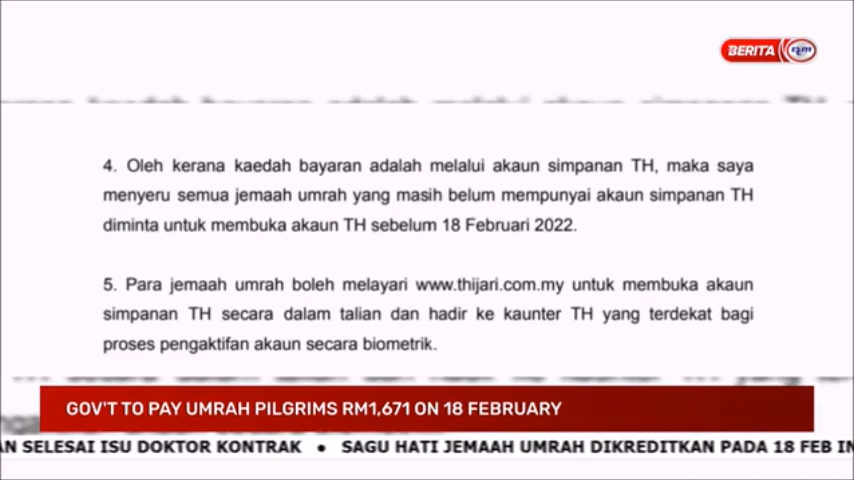 BERITA rtm
4. Oleh kerana kaedah bayaran adalah melalui akaun simpanan TH, maka saya
menyeru semua jemaah umrah yang masih belum mempunyai akaun simpanan TH
diminta untuk membuka akaun TH sebelum 18 Februari 2022.
5. Para jemaah umrah boleh melayari www.thijari.com.my untuk membuka akaun
simpanan TH secara dalam talian dan hadir ke kaunter TH yang terdekat bagi
proses pengaktifan akaun secara biometrik.
GOV'T TO PAY UMRAH PILGRIMS RM1,671 ON 18 FEBRUARY
AN SELESAI ISU DOKTOR KONTRAK • SAGU HATI JEMAAH UMRAH DIKREDITKAN PADA 18 FEB IN